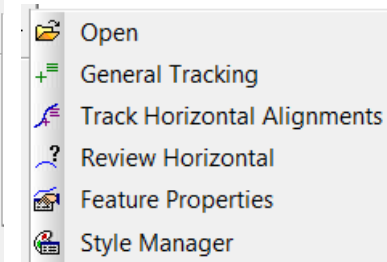 Open
General Tracking
Track Horizontal Alignments
Review Horizontal
Feature Properties
Style Manager